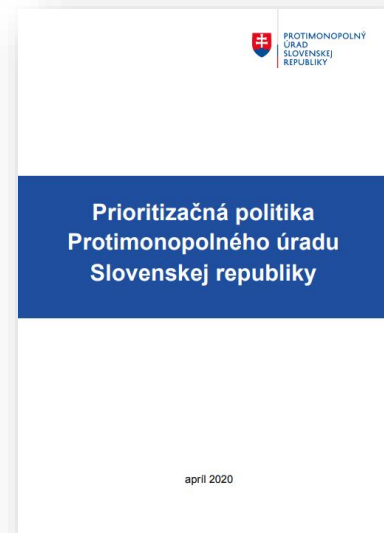 PROTIMONOPOLNÝ
ÚRAD
SLOVENSKEJ
REPUBLIKY
Prioritizačná politika
Protimonopolného úradu
Slovenskej republiky
apríl 2020